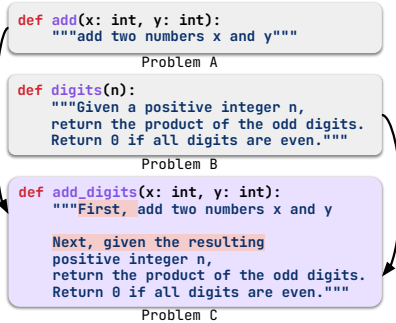 def add(x: int, y: int):
"""add two numbers x and y"""
Problem A
def digits(n):
"""Given a positive integer n,
return the product of the odd digits.
Return 0 if all digits are even."""
Problem B
def add_digits(x: int, y: int):
"""First, add two numbers x and y
Next, given the resulting
positive integer n,
return the product of the odd digits.
Return 0 if all digits are even."""
Problem C